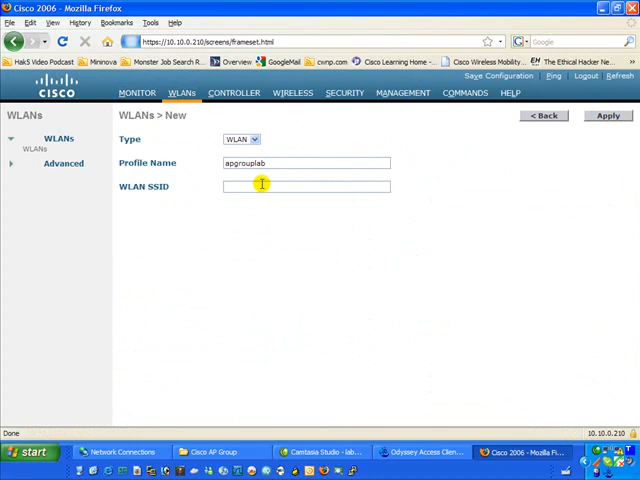 Cisco 2006 - Mozilla Firefox
File Edit View History Bookmarks Tools Help
https://10.10.0.210/screens/frameset.html
Google
Hak5 Video Podcast Mininova Monster Job Search R... Overview GoogleMail cwnp.com Cisco Learning Home -... Cisco Wireless Mobility... EH The Ethical Hacker Ne...
Save Configuration Ping Logout Refresh
CISCO MONITOR WLANs CONTROLLER WIRELESS SECURITY MANAGEMENT COMMANDS HELP
WLANs WLANs > New < Back Apply
WLANs Type WLAN
WLANs
Advanced Profile Name apgrouplab
WLAN SSID
Done 10.10.0.210
start Network Connections Cisco AP Group Camtasia Studio - lab... Odyssey Access Clien... Cisco 2006 - Mozilla Fi...